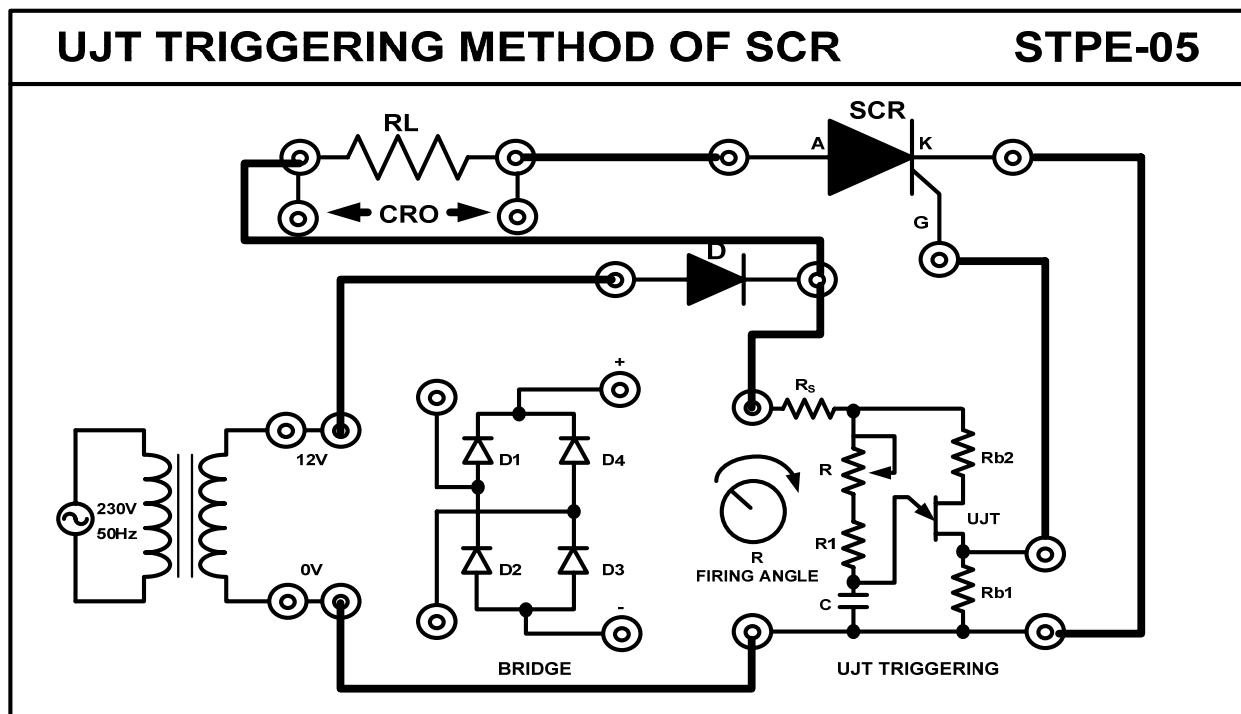 UJT TRIGGERING METHOD OF SCR STPE-05
SCR
RL
A
K
CRO
G
D
+
Rs
12V
D1
D4
R
Rb2
230V
50Hz
UJT
R1
R
FIRING ANGLE
0V
D2
D3
C
Rb1
-
BRIDGE
UJT TRIGGERING